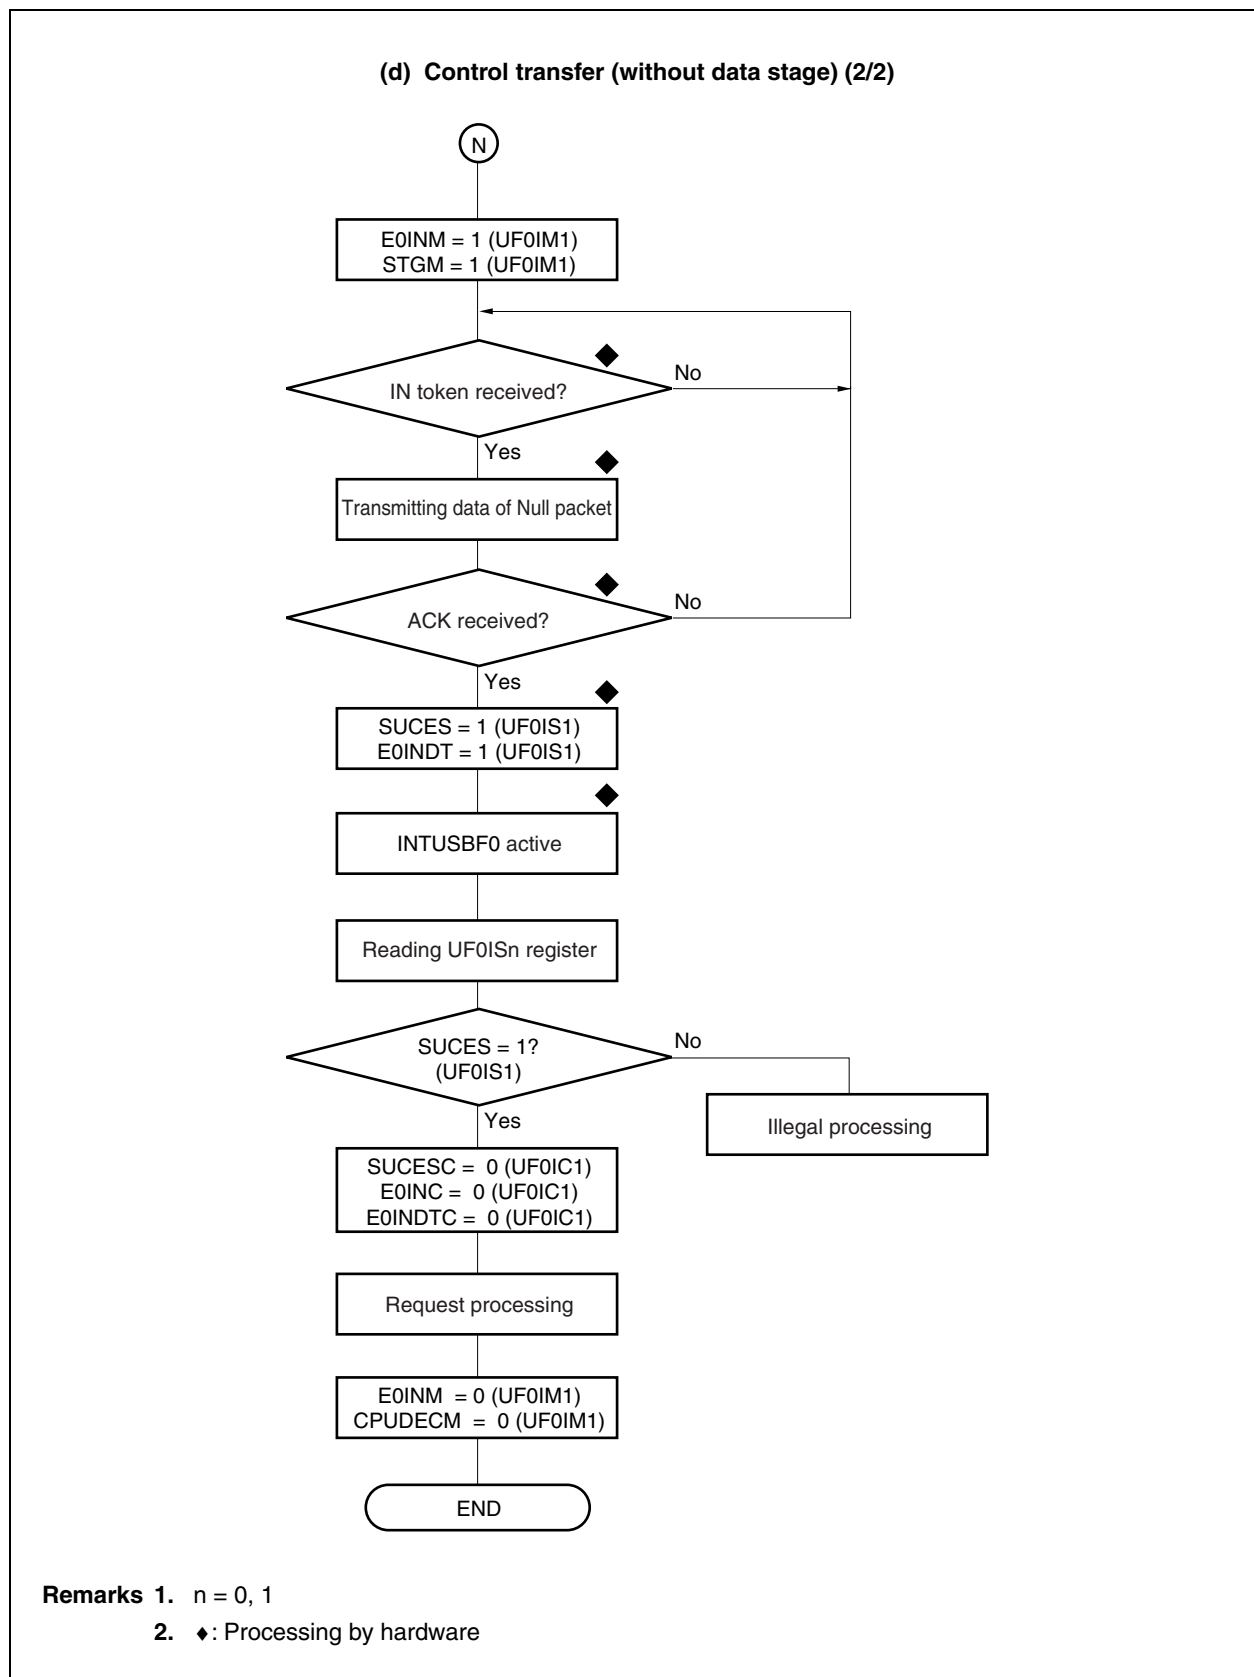 (d) Control transfer (without data stage) (2/2)
N
E0INM = 1 (UF0IM1)
STGM = 1 (UF0IM1)
IN token received?
No
Yes
Transmitting data of Null packet
ACK received?
No
Yes
SUCES = 1 (UF0IS1)
E0INDT = 1 (UF0IS1)
INTUSBF0 active
Reading UF0ISn register
SUCES = 1?
(UF0IS1)
No
Illegal processing
Yes
SUCESC = 0 (UF0IC1)
E0INC = 0 (UF0IC1)
E0INDTC = 0 (UF0IC1)
Request processing
E0INM = 0 (UF0IM1)
CPUDECM = 0 (UF0IM1)
END
Remarks 1. n = 0, 1
2. ♦: Processing by hardware